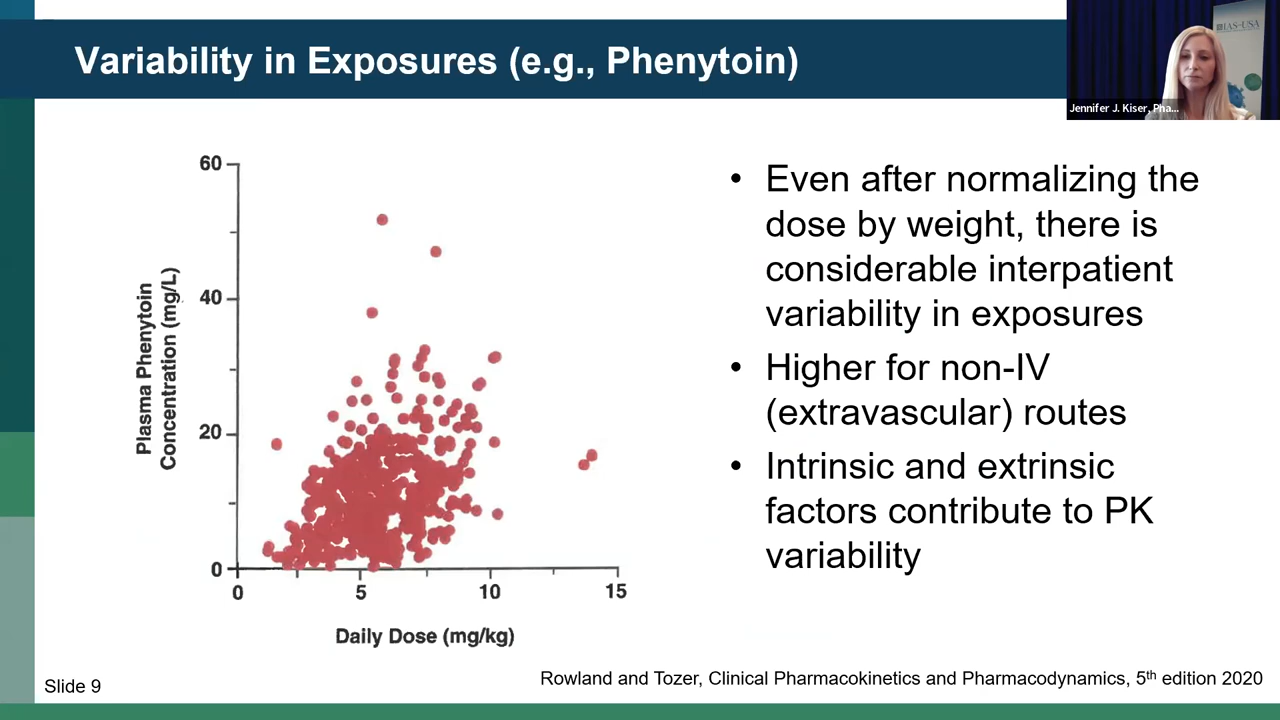 Variability in Exposures (e.g., Phenytoin)
IAS-USA
Jennifer J. Kiser, Pha...
60
40
20
0
0
5
10
15
Plasma Phenytoin
Concentration (mg/L)
Daily Dose (mg/kg)
• Even after normalizing the
dose by weight, there is
considerable interpatient
variability in exposures
• Higher for non-IV
(extravascular) routes
• Intrinsic and extrinsic
factors contribute to PK
variability
Rowland and Tozer, Clinical Pharmacokinetics and Pharmacodynamics, 5th edition 2020
Slide 9